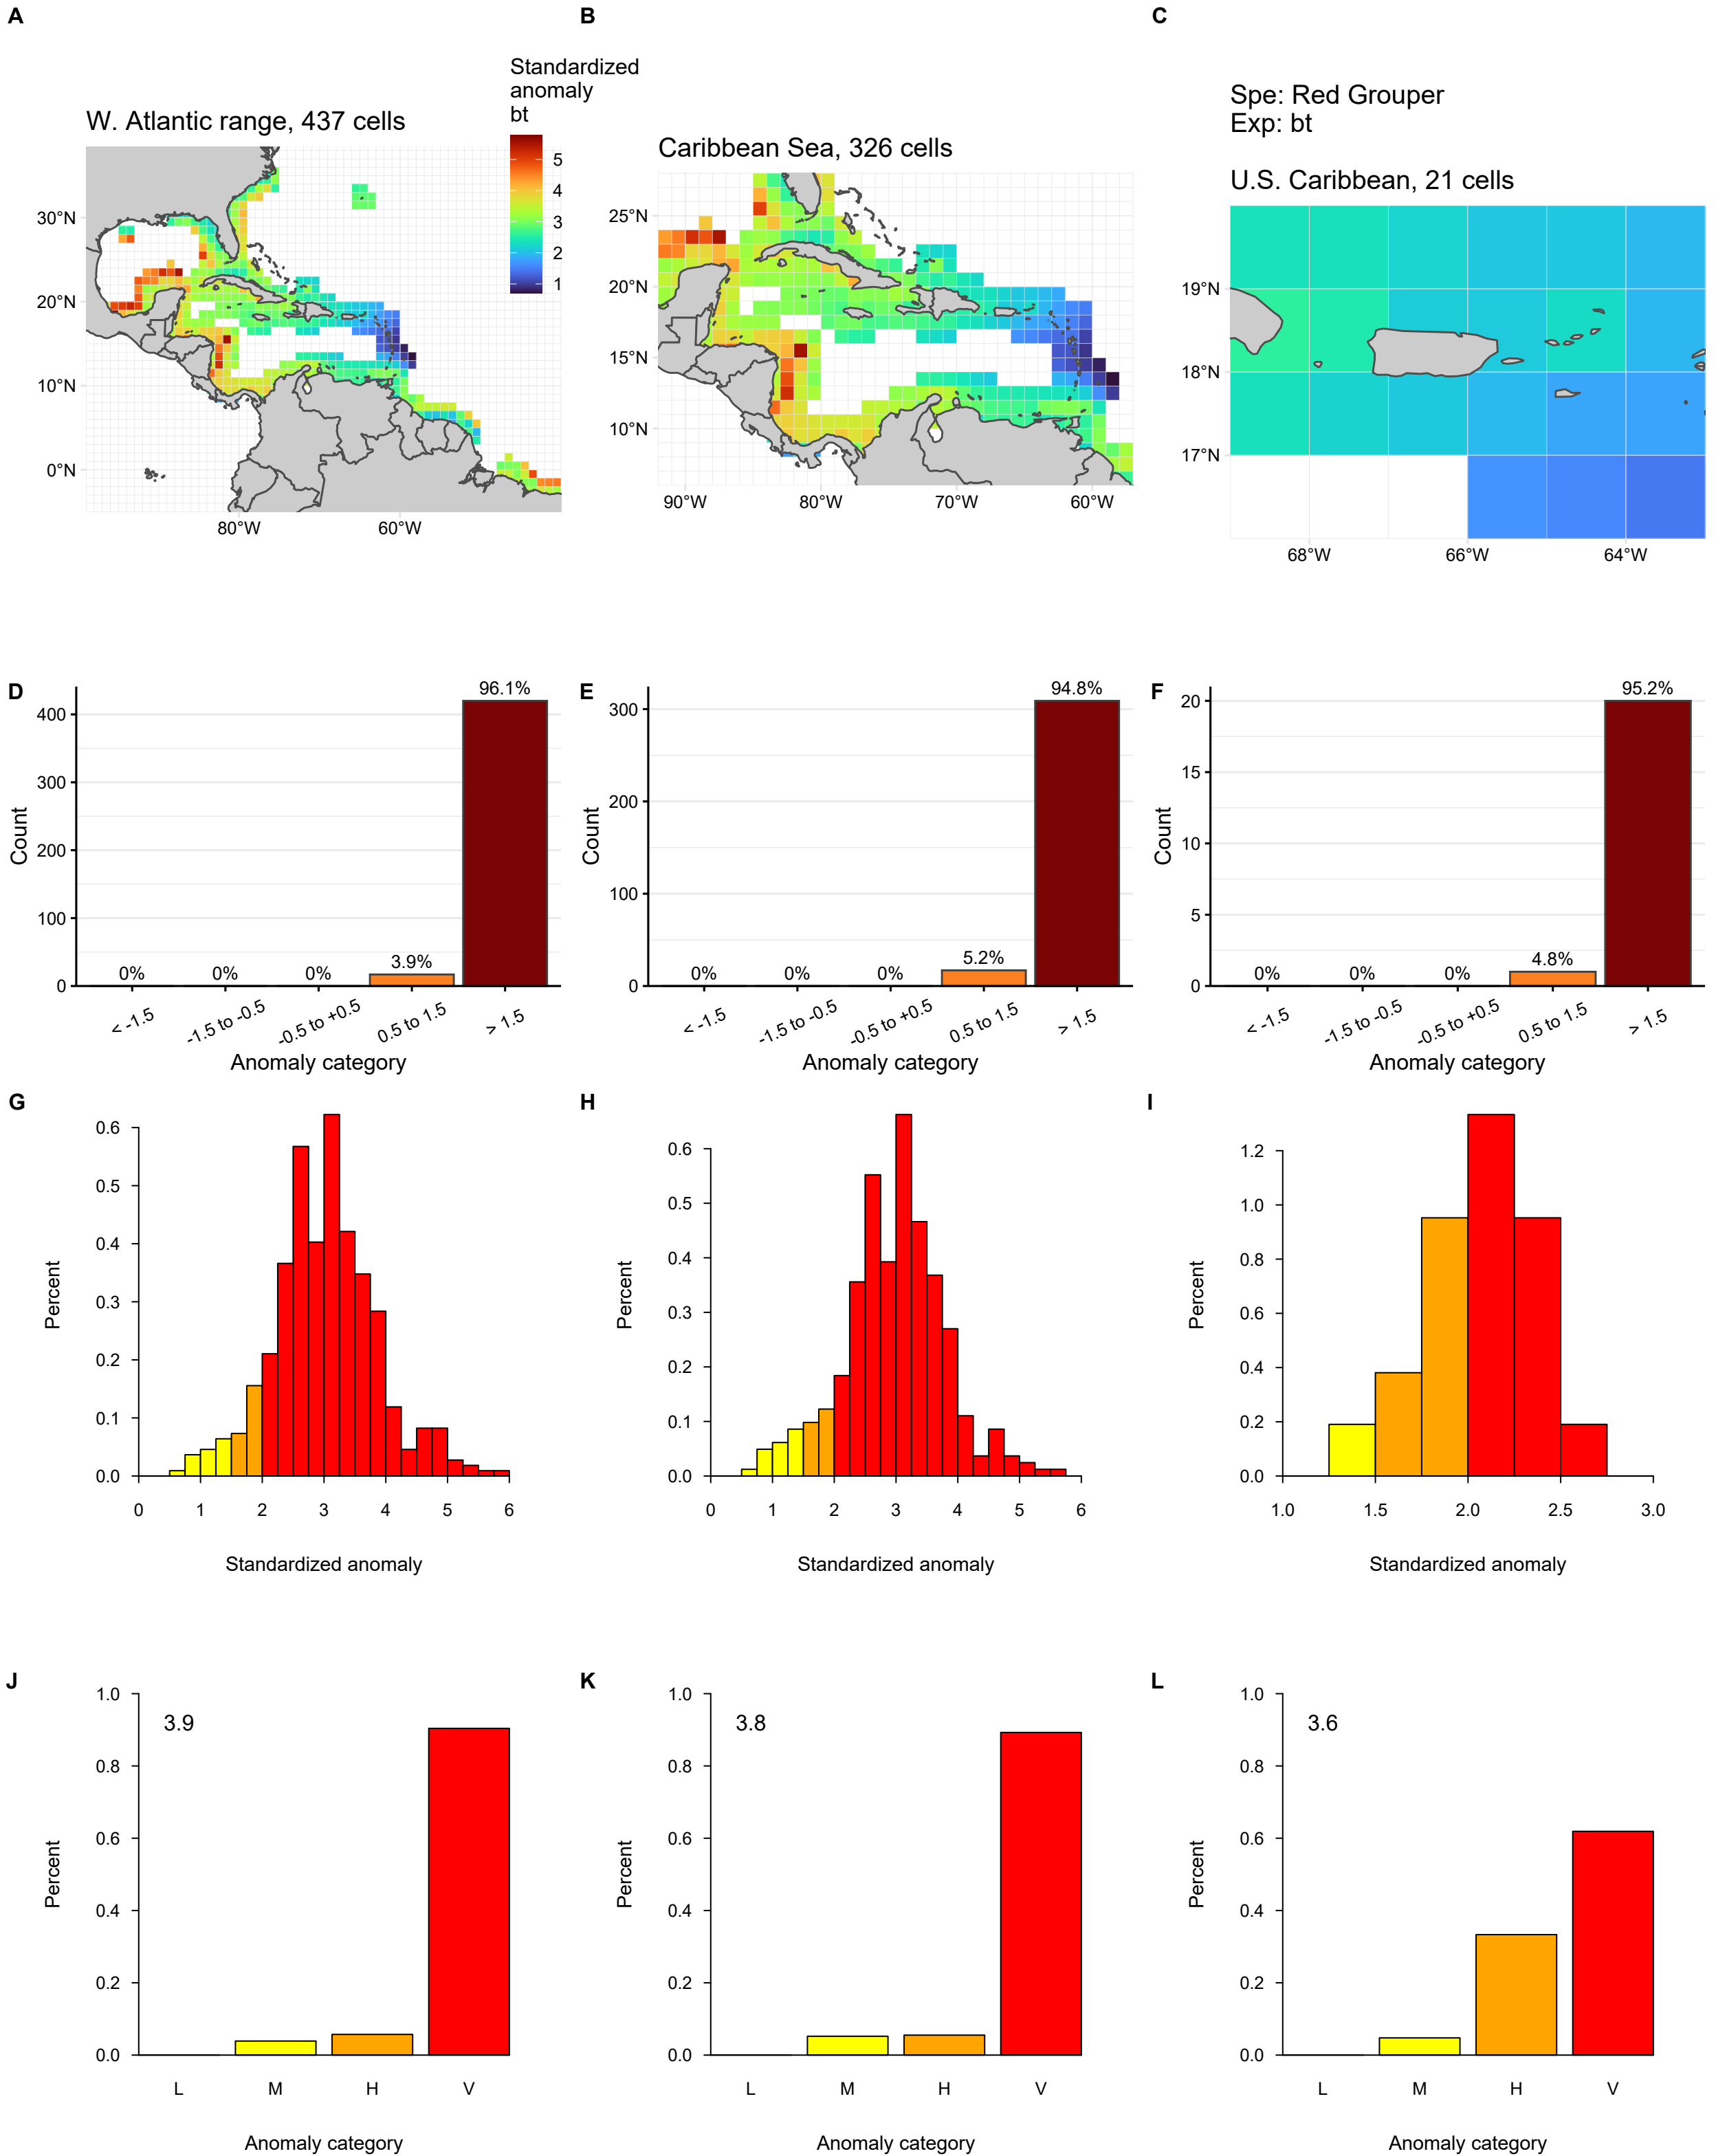 A
B
C
Standardized
anomaly
bt
5
4
3
2
1
W. Atlantic range, 437 cells
30°N
20°N
10°N
0°N
80°W
60°W
Caribbean Sea, 326 cells
25°N
20°N
15°N
10°N
90°W
80°W
70°W
60°W
Spe: Red Grouper
Exp: bt
U.S. Caribbean, 21 cells
19°N
18°N
17°N
68°W
66°W
64°W
D
Count
400
300
200
100
0
0%
0%
0%
3.9%
96.1%
< -1.5
-1.5 to -0.5
-0.5 to +0.5
0.5 to 1.5
> 1.5
Anomaly category
E
Count
300
200
100
0
0%
0%
0%
5.2%
94.8%
< -1.5
-1.5 to -0.5
-0.5 to +0.5
0.5 to 1.5
> 1.5
Anomaly category
F
Count
20
15
10
5
0
0%
0%
0%
4.8%
95.2%
< -1.5
-1.5 to -0.5
-0.5 to +0.5
0.5 to 1.5
> 1.5
Anomaly category
G
Percent
0.6
0.5
0.4
0.3
0.2
0.1
0.0
0 1 2 3 4 5 6
Standardized anomaly
H
Percent
0.6
0.5
0.4
0.3
0.2
0.1
0.0
0 1 2 3 4 5 6
Standardized anomaly
I
Percent
1.2
1.0
0.8
0.6
0.4
0.2
0.0
1.0 1.5 2.0 2.5 3.0
Standardized anomaly
J
3.9
Percent
1.0
0.8
0.6
0.4
0.2
0.0
L M H V
Anomaly category
K
3.8
Percent
1.0
0.8
0.6
0.4
0.2
0.0
L M H V
Anomaly category
L
3.6
Percent
1.0
0.8
0.6
0.4
0.2
0.0
L M H V
Anomaly category